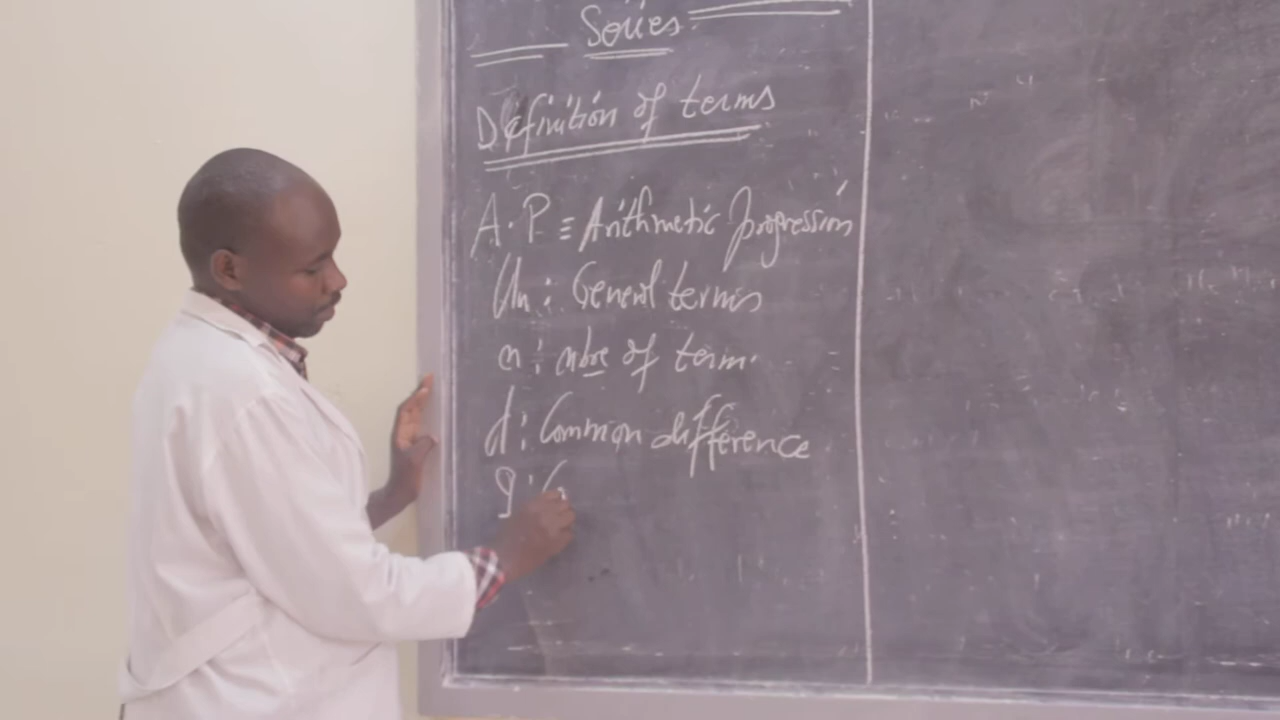 Series
Definition of terms
A.P ≡ Arithmetic progression
Un : General terms
n : nbre of term.
d : Common difference
q : C